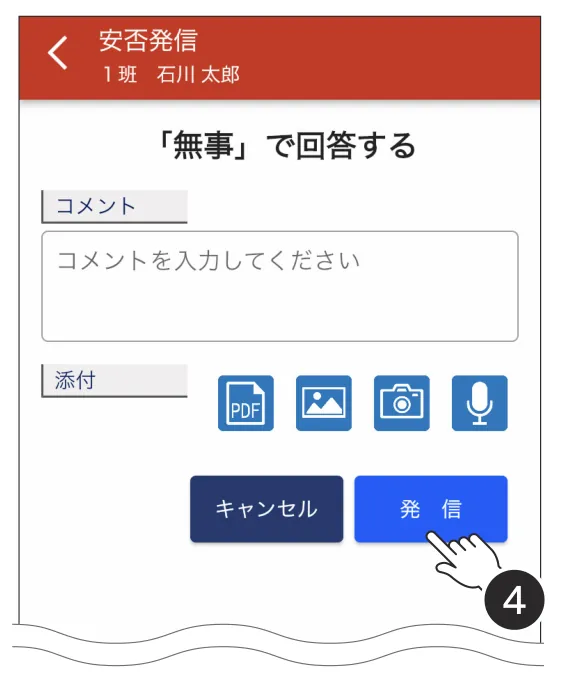 安否発信
1班　石川 太郎
「無事」で回答する
コメント
コメントを入力してください
添付
PDF
キャンセル
発　信
4